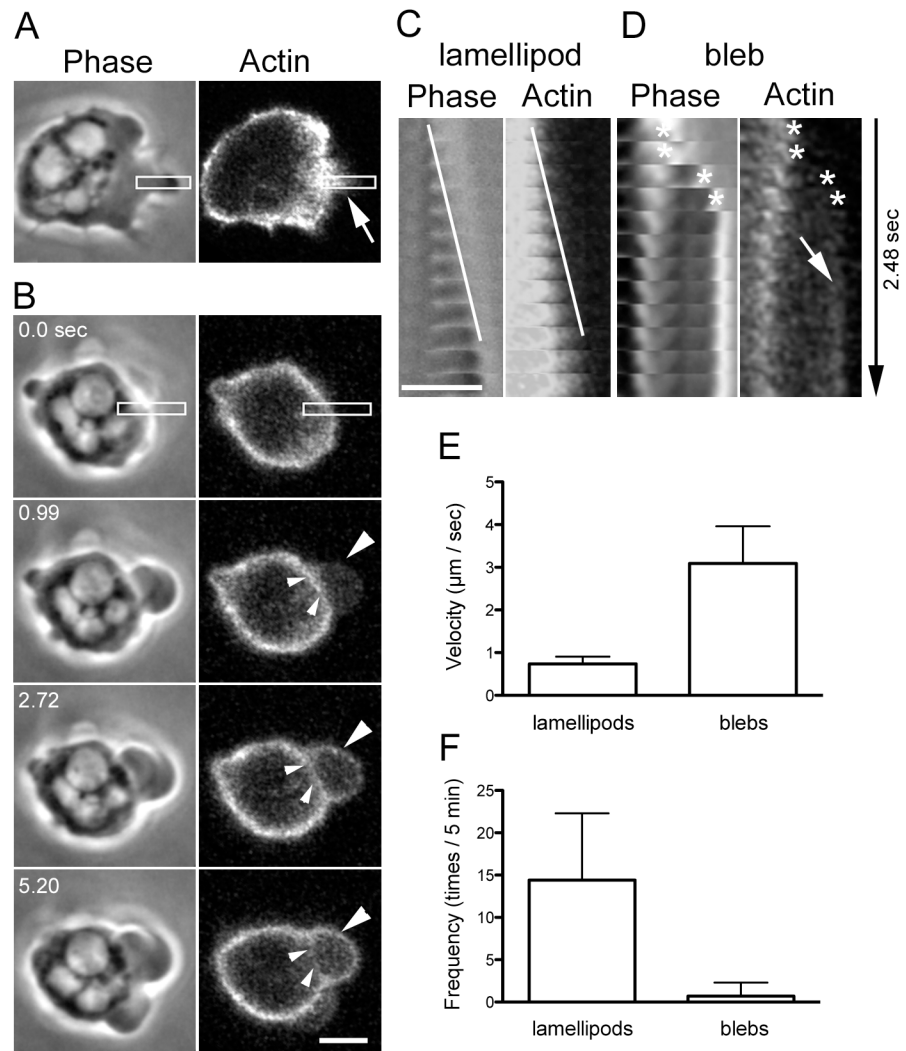 A
Phase Actin
B
0.0 sec
0.99
2.72
5.20
C
lamellipod
Phase Actin
D
bleb
Phase Actin
* * * *
* * * *
2.48 sec
E
Velocity (µm / sec)
5
4
3
2
1
0
lamellipods blebs
F
Frequency (times / 5 min)
25
20
15
10
5
0
lamellipods blebs